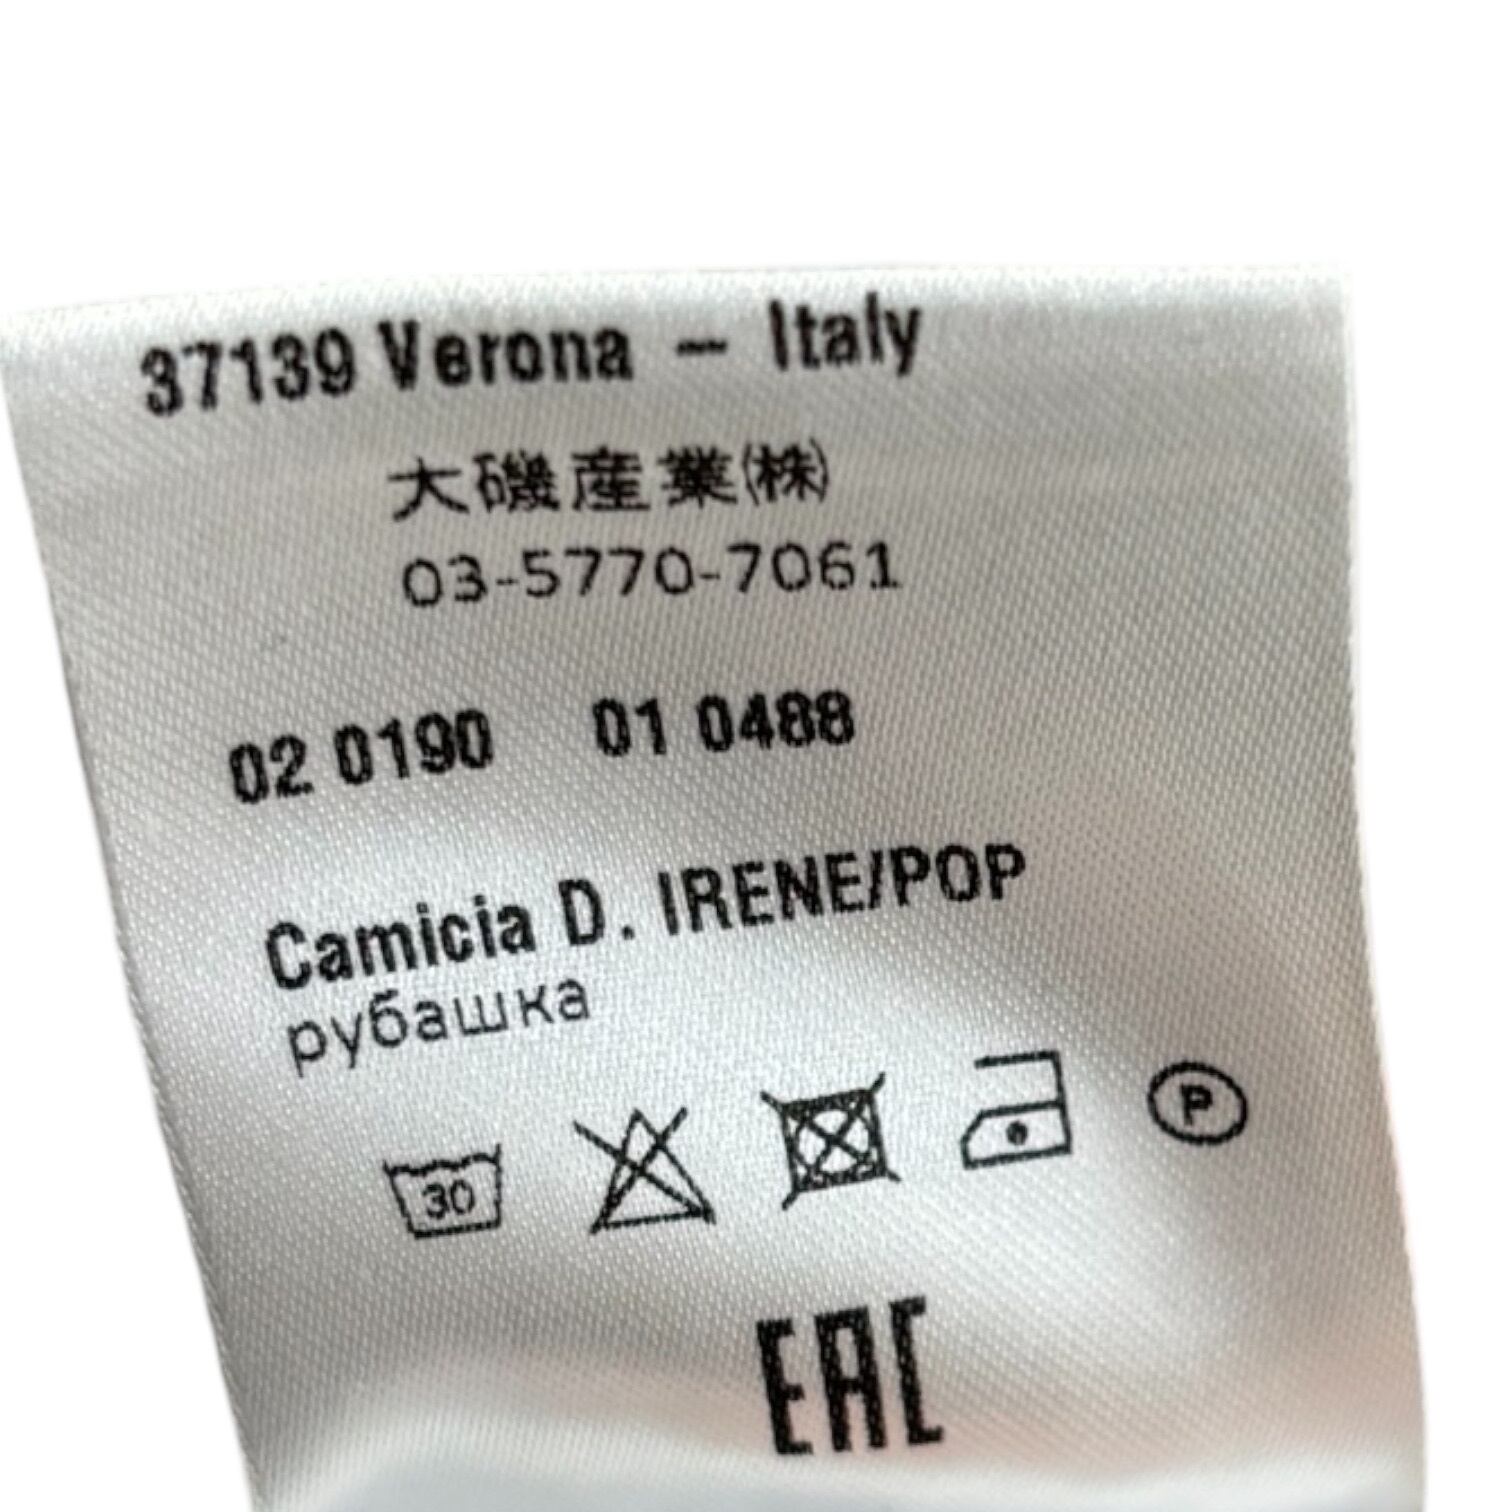 37139 Verona – Italy
大磯産業㈱
03-5770-7061
02 0190 01 0488
Camicia D. IRENE/POP
рубашка
30 P
EAC